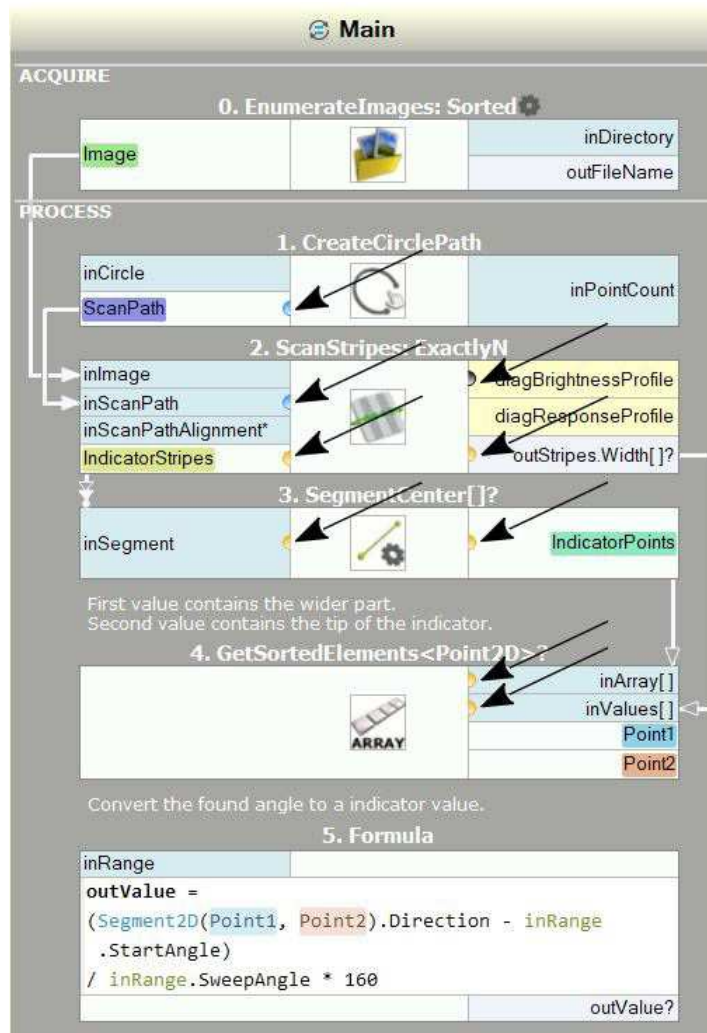 Main
ACQUIRE
0. EnumerateImages: Sorted
Image
inDirectory
outFileName
PROCESS
1. CreateCirclePath
inCircle
ScanPath
inPointCount
2. ScanStripes: ExactlyN
inImage
inScanPath
inScanPathAlignment*
IndicatorStripes
diagBrightnessProfile
diagResponseProfile
outStripes.Width[]?
3. SegmentCenter[]?
inSegment
IndicatorPoints
First value contains the wider part.
Second value contains the tip of the indicator.
4. GetSortedElements<Point2D>?
ARRAY
inArray[]
inValues[]
Point1
Point2
Convert the found angle to a indicator value.
5. Formula
inRange
outValue =
(Segment2D(Point1, Point2).Direction - inRange
.StartAngle)
/ inRange.SweepAngle * 160
outValue?